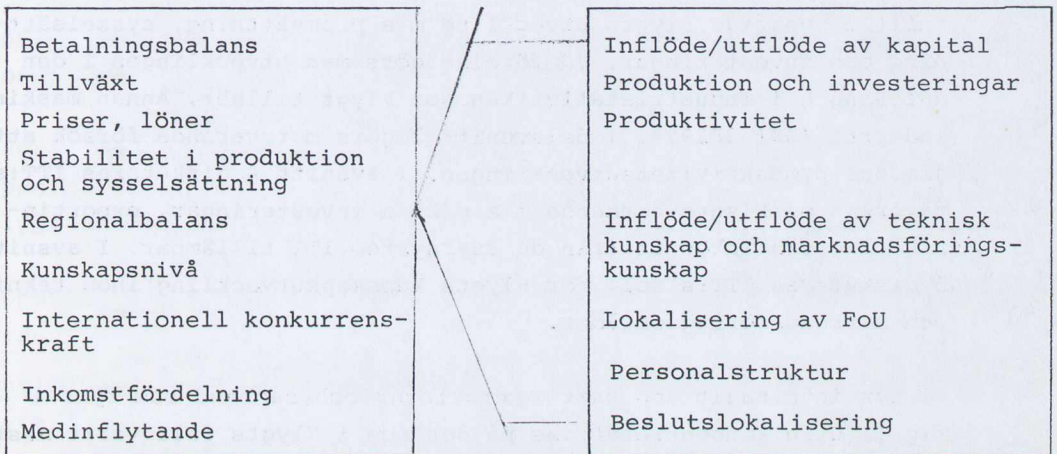 Betalningsbalans
Tillväxt
Priser, löner
Stabilitet i produktion
och sysselsättning
Regionalbalans
Kunskapsnivå
Internationell konkurrens-
kraft
Inkomstfördelning
Medinflytande
Inflöde/utflöde av kapital
Produktion och investeringar
Produktivitet
Inflöde/utflöde av teknisk
kunskap och marknadsförings-
kunskap
Lokalisering av FoU
Personalstruktur
Beslutslokalisering